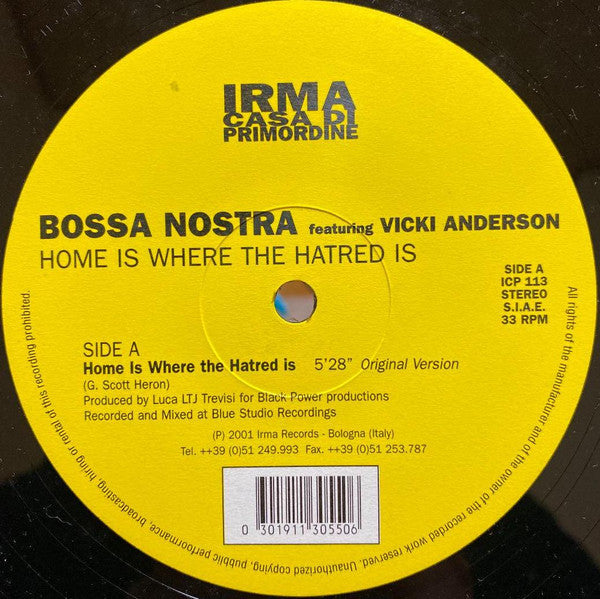 IRMA
CASA DI
PRIMORDINE
BOSSA NOSTRA featuring VICKI ANDERSON
HOME IS WHERE THE HATRED IS
SIDE A
ICP 113
STEREO
S.I.A.E.
33 RPM
SIDE A
Home Is Where the Hatred is 5'28" Original Version
(G. Scott Heron)
Produced by Luca LTJ Trevisi for Black Power productions
Recorded and Mixed at Blue Studio Recordings
(P) 2001 Irma Records - Bologna (Italy)
Tel. ++39 (0)51 249.993 Fax. ++39 (0)51 253.787
0 301911 305506
All rights of the manufacturer and of the owner of the recorded work reserved. Unauthorized copying, pubblic performance, broadcasting, hiring or rental of this recording prohibited.